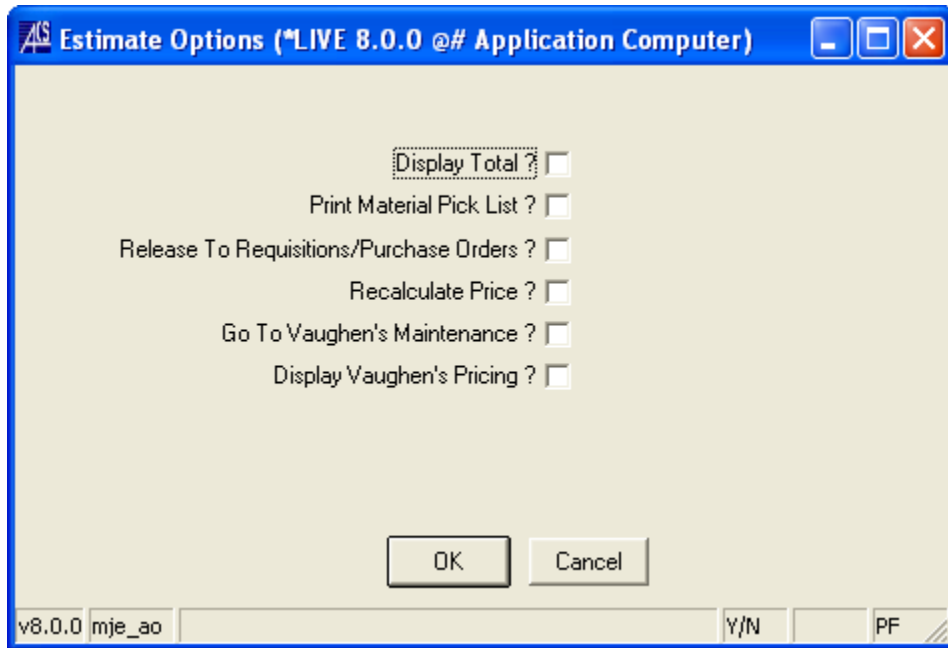 ACS Estimate Options (*LIVE 8.0.0 @# Application Computer)
Display Total ?
Print Material Pick List ?
Release To Requisitions/Purchase Orders ?
Recalculate Price ?
Go To Vaughen's Maintenance ?
Display Vaughen's Pricing ?
OK Cancel
v8.0.0 mje_ao Y/N PF